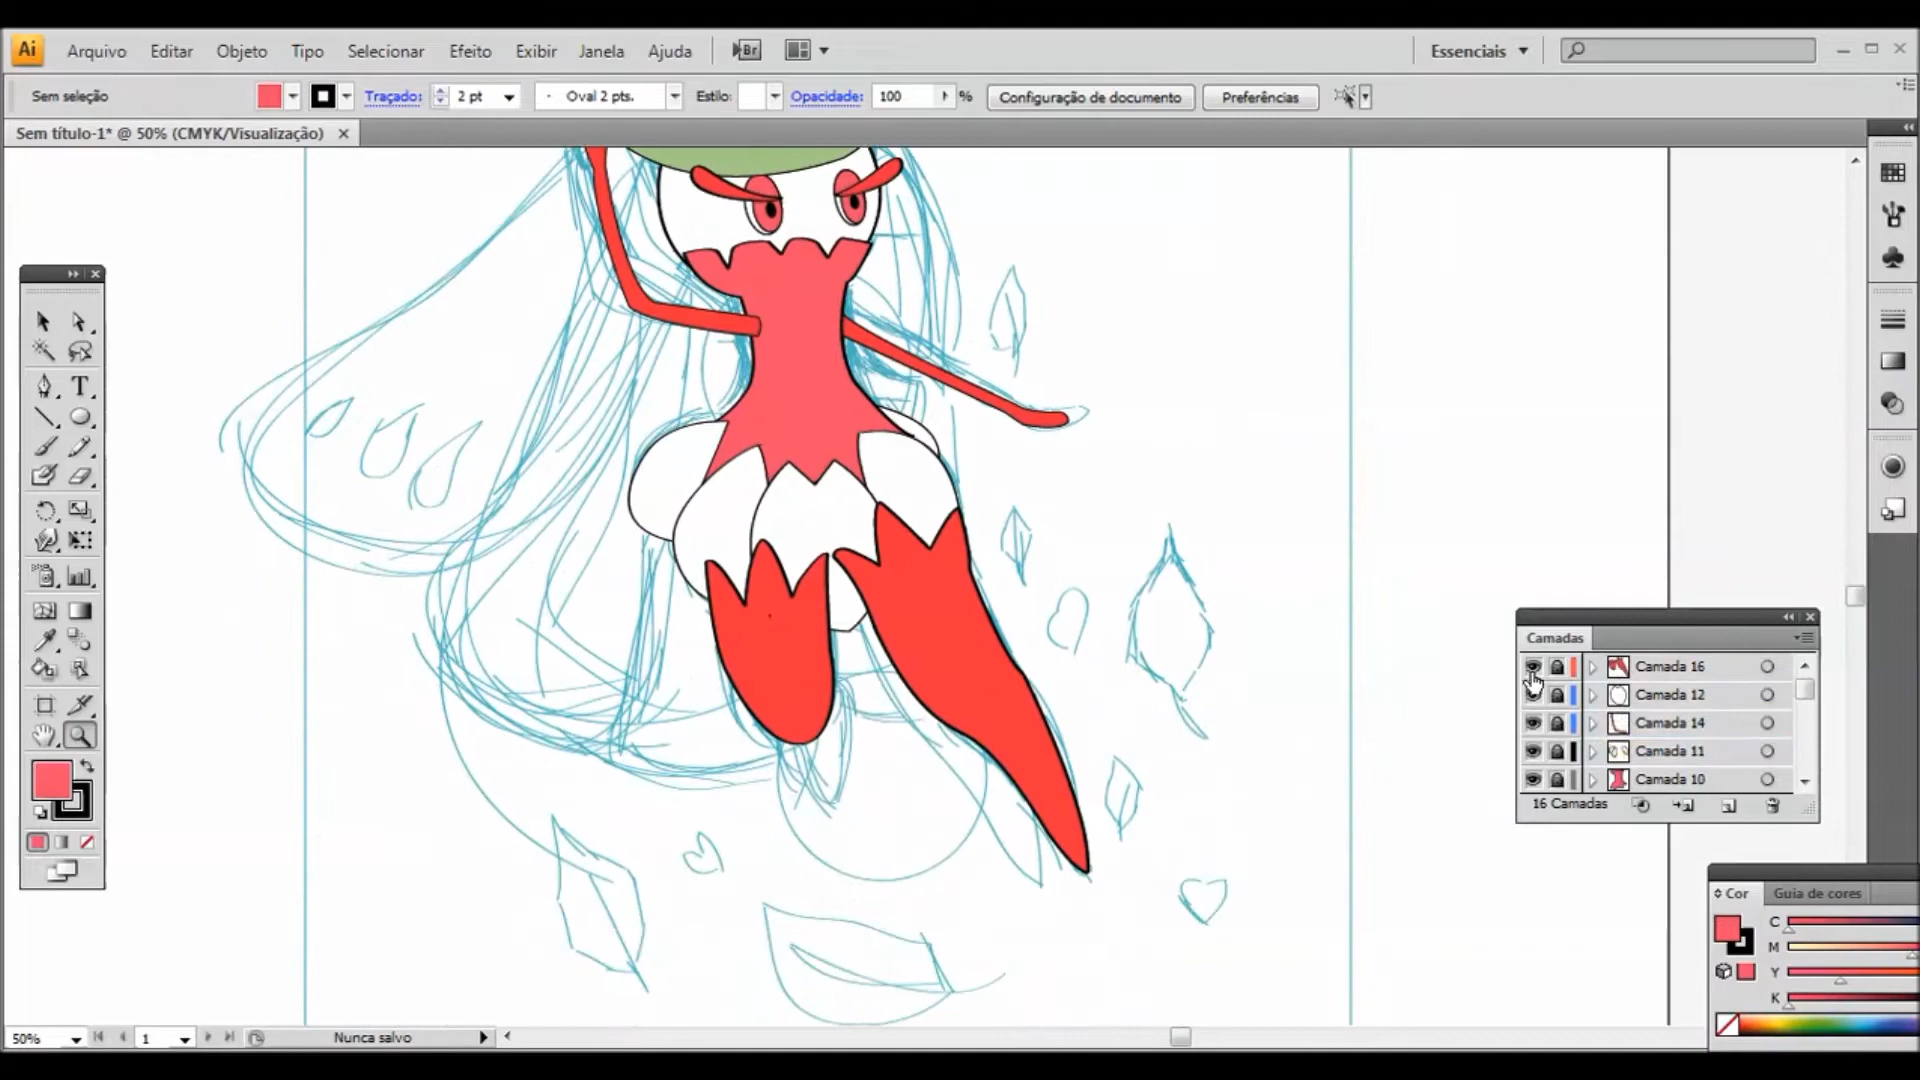 Ai Arquivo Editar Objeto Tipo Selecionar Efeito Exibir Janela Ajuda Br Essenciais
Sem seleção Traçado: 2 pt Oval 2 pts. Estilo: Opacidade: 100 % Configuração de documento Preferências
Sem título-1* @ 50% (CMYK/Visualização)
T
Camadas
Camada 16
Camada 12
Camada 14
Camada 11
Camada 10
16 Camadas
Cor Guia de cores
C
M
Y
K
50% 1 Nunca salvo